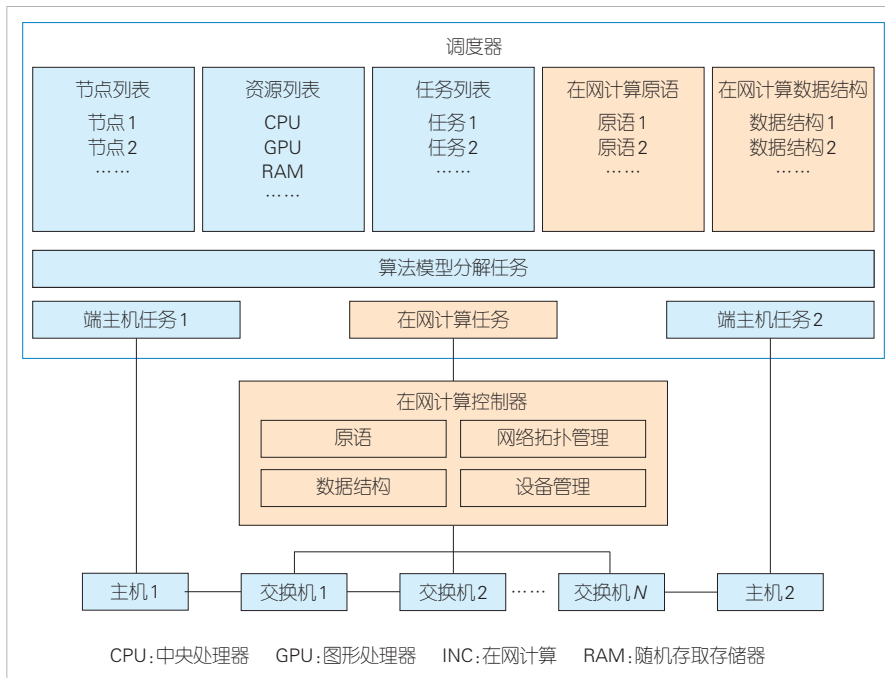 调度器
节点列表
节点1
节点2
……
资源列表
CPU
GPU
RAM
……
任务列表
任务1
任务2
……
在网计算原语
原语1
原语2
……
在网计算数据结构
数据结构1
数据结构2
……
算法模型分解任务
端主机任务1
在网计算任务
端主机任务2
在网计算控制器
原语
网络拓扑管理
数据结构
设备管理
主机1
交换机1
交换机2
……
交换机N
主机2
CPU:中央处理器 GPU:图形处理器 INC:在网计算 RAM:随机存取存储器